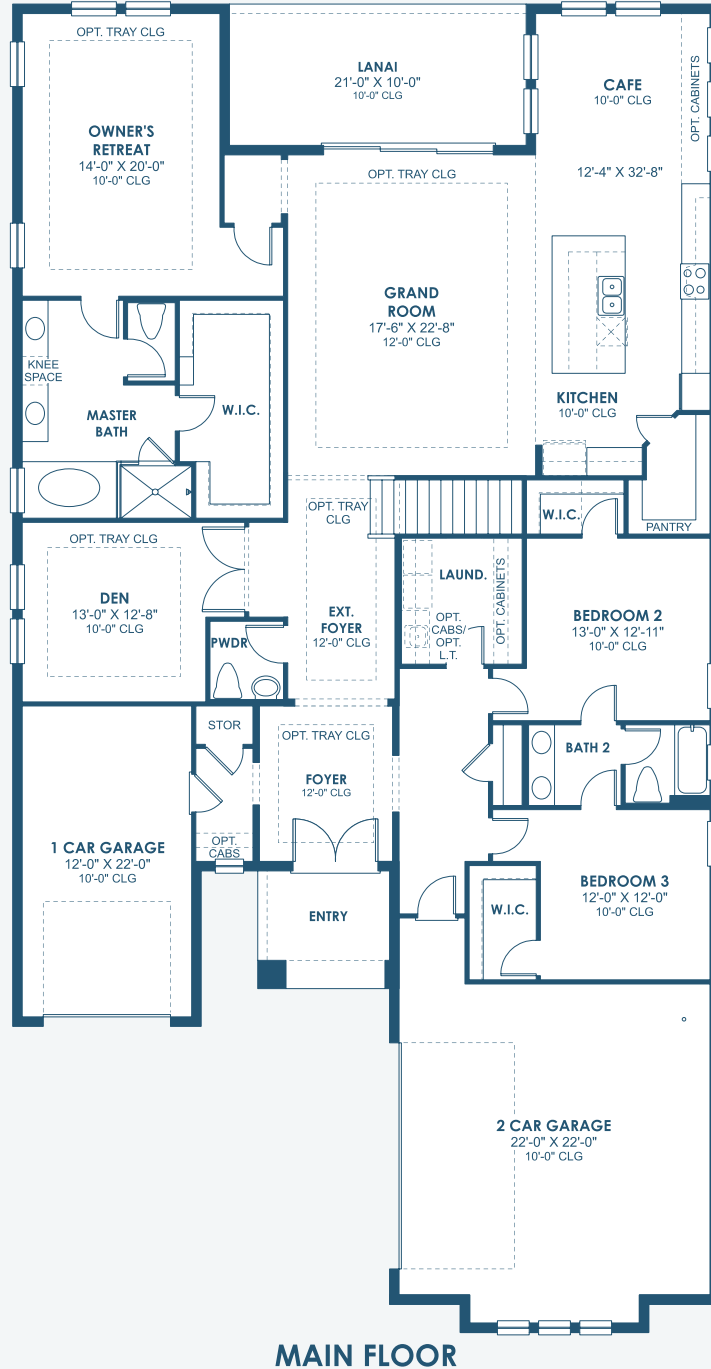 OPT. TRAY CLG
OWNER'S
RETREAT
14'-0" X 20'-0"
10'-0" CLG
LANAI
21'-0" X 10'-0"
10'-0" CLG
CAFE
10'-0" CLG
OPT. CABINETS
12'-4" X 32'-8"
OPT. TRAY CLG
GRAND
ROOM
17'-6" X 22'-8"
12'-0" CLG
KITCHEN
10'-0" CLG
KNEE
SPACE
MASTER
BATH
W.I.C.
OPT. TRAY
CLG
W.I.C.
PANTRY
OPT. TRAY CLG
DEN
13'-0" X 12'-8"
10'-0" CLG
EXT.
FOYER
12'-0" CLG
LAUND.
OPT. CABINETS
OPT.
CABS/
OPT.
L.T.
BEDROOM 2
13'-0" X 12'-11"
10'-0" CLG
PWDR
STOR
OPT. TRAY CLG
FOYER
12'-0" CLG
BATH 2
1 CAR GARAGE
12'-0" X 22'-0"
10'-0" CLG
OPT.
CABS
ENTRY
W.I.C.
BEDROOM 3
12'-0" X 12'-0"
10'-0" CLG
2 CAR GARAGE
22'-0" X 22'-0"
10'-0" CLG
MAIN FLOOR